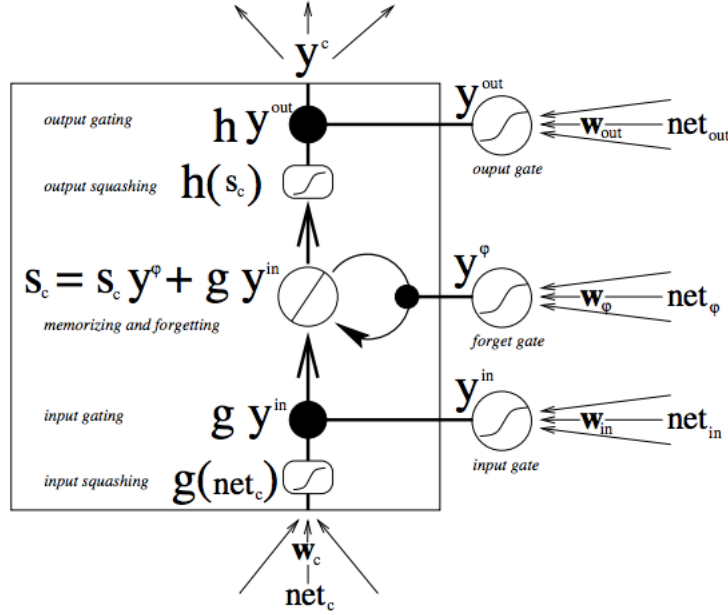 y^c
output gating h y^out y^out w_out net_out
ouput gate
output squashing h(s_c)
s_c = s_c y^φ + g y^in y^φ w_φ net_φ
memorizing and forgetting forget gate
input gating g y^in y^in w_in net_in
input gate
input squashing g(net_c)
w_c
net_c